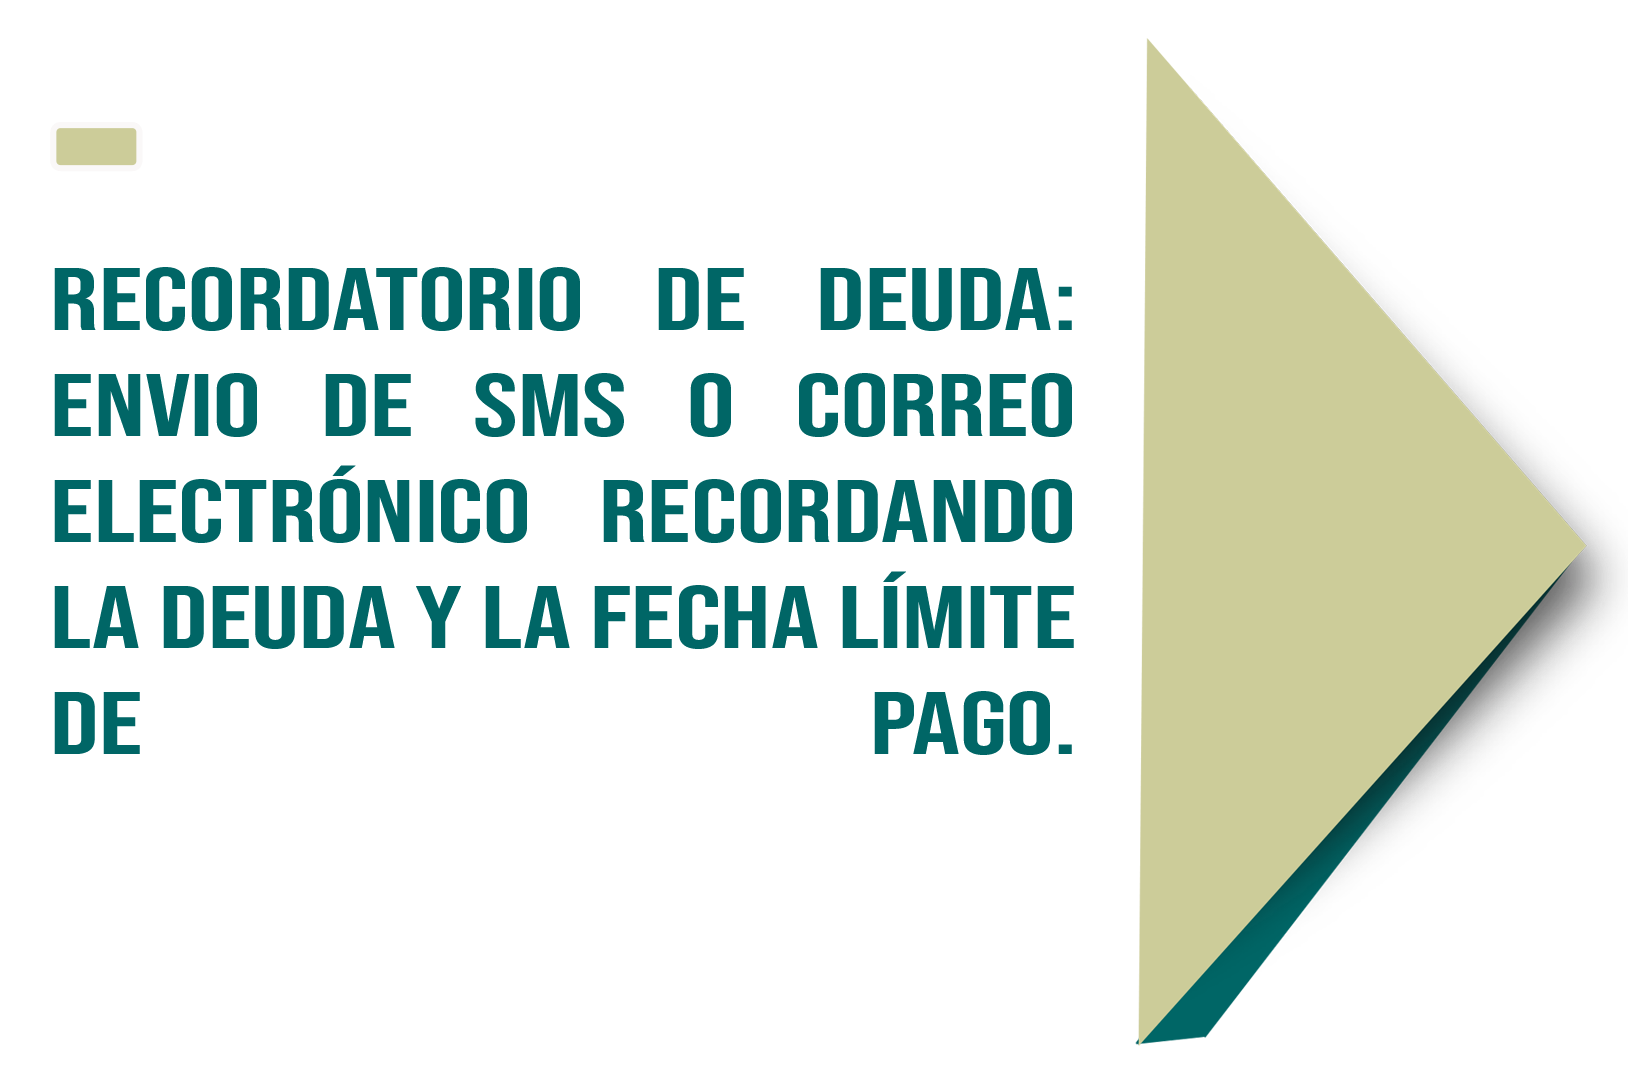 RECORDATORIO DE DEUDA:
ENVIO DE SMS O CORREO
ELECTRÓNICO RECORDANDO
LA DEUDA Y LA FECHA LÍMITE
DE PAGO.